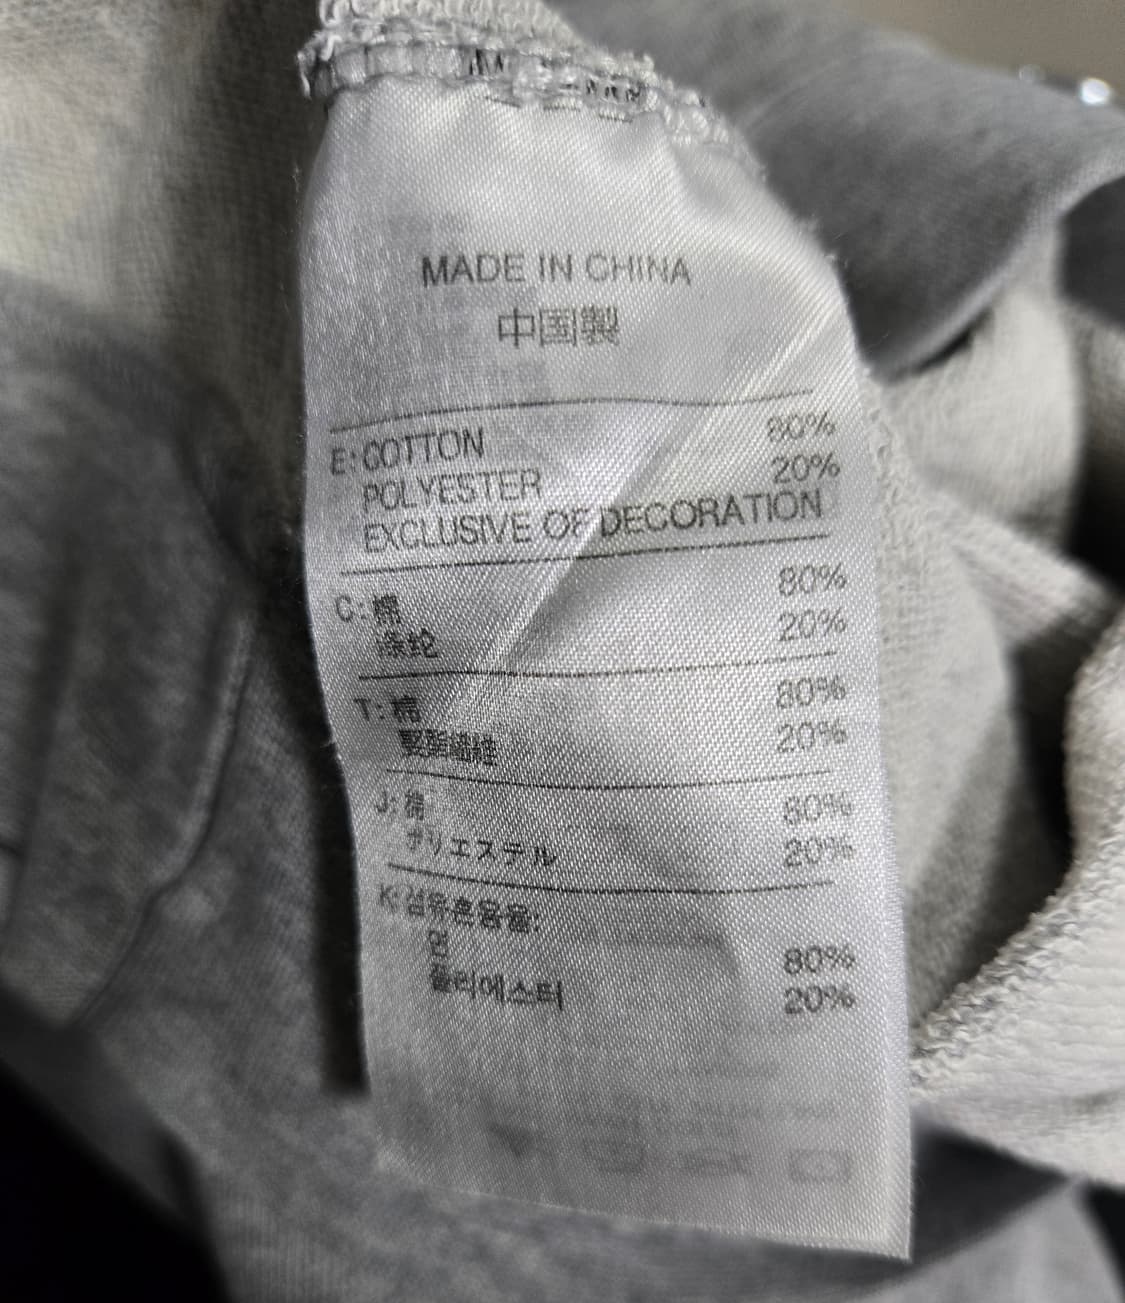 MADE IN CHINA
中国製
E: COTTON 80%
POLYESTER 20%
EXCLUSIVE OF DECORATION
C: 棉 80%
涤纶 20%
T: 棉 80%
聚酯纖維 20%
J: 綿 80%
ポリエステル 20%
K: 섬유혼용율:
면 80%
폴리에스터 20%